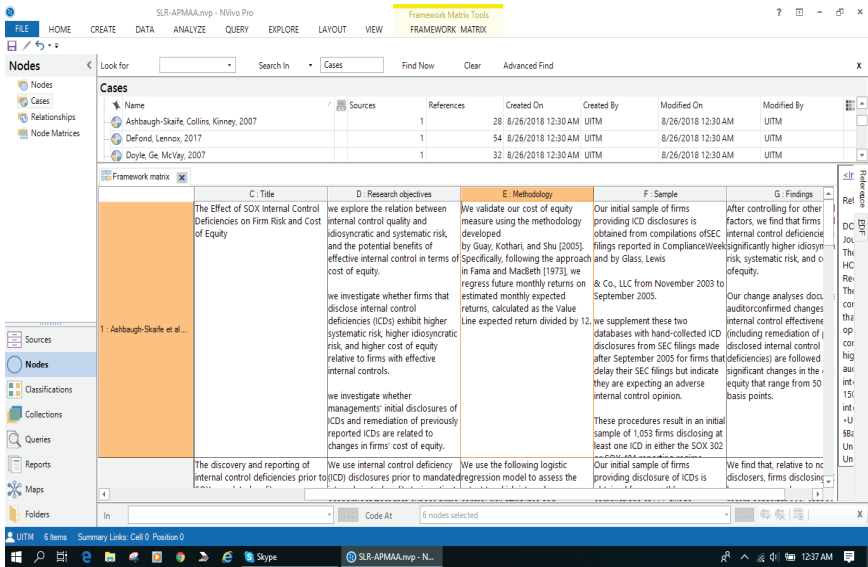 SLR-APMAA.nvp - NVivo Pro
Framework Matrix Tools
FILE HOME CREATE DATA ANALYZE QUERY EXPLORE LAYOUT VIEW FRAMEWORK MATRIX
Nodes
Look for Search In Cases Find Now Clear Advanced Find x
Nodes
Cases
Relationships
Node Matrices
Cases
Name Sources References Created On Created By Modified On Modified By
Ashbaugh-Skaife, Collins, Kinney, 2007 1 28 8/26/2018 12:30 AM UITM 8/26/2018 12:30 AM UITM
DeFond, Lennox, 2017 1 54 8/26/2018 12:30 AM UITM 8/26/2018 12:30 AM UITM
Doyle, Ge, McVay, 2007 1 32 8/26/2018 12:30 AM UITM 8/26/2018 12:30 AM UITM
Framework matrix
C : Title
D : Research objectives
E : Methodology
F : Sample
G : Findings
1 : Ashbaugh-Skaife et al....
The Effect of SOX Internal Control
Deficiencies on Firm Risk and Cost
of Equity
we explore the relation between
internal control quality and
idiosyncratic and systematic risk,
and the potential benefits of
effective internal control in terms of
cost of equity.
we investigate whether firms that
disclose internal control
deficiencies (ICDs) exhibit higher
systematic risk, higher idiosyncratic
risk, and higher cost of equity
relative to firms with effective
internal controls.
we investigate whether
managements' initial disclosures of
ICDs and remediation of previously
reported ICDs are related to
changes in firms' cost of equity.
We validate our cost of equity
measure using the methodology
developed
by Guay, Kothari, and Shu [2005].
Specifically, following the approach
in Fama and MacBeth [1973], we
regress future monthly returns on
estimated monthly expected
returns, calculated as the Value
Line expected return divided by 12.
Our initial sample of firms
providing ICD disclosures is
obtained from compilations ofSEC
filings reported in ComplianceWeek
and by Glass, Lewis
& Co., LLC from November 2003 to
September 2005.
we supplement these two
databases with hand-collected ICD
disclosures from SEC filings made
after September 2005 for firms that
delay their SEC filings but indicate
they are expecting an adverse
internal control opinion.
These procedures result in an initial
sample of 1,053 firms disclosing at
least one ICD in either the SOX 302
After controlling for other
factors, we find that firms
internal control deficiencie
significantly higher idiosyn
risk, systematic risk, and c
ofequity.
Our change analyses docu
auditorconfirmed changes
internal control effectivene
(including remediation of p
disclosed internal control
deficiencies) are followed
significant changes in the
equity that range from 50
basis points.
The discovery and reporting of
internal control deficiencies prior to
We use internal control deficiency
(ICD) disclosures prior to mandated
We use the following logistic
regression model to assess the
Our initial sample of firms
providing disclosure of ICDs is
We find that, relative to no
disclosers, firms disclosing
<Ir
Ref
DC
Jou
The
HC
Re
The
cor
tha
op
cor
hig
auc
inte
150
inte
•U
§Ba
Un
Un
Reference
PDF
Sources
Nodes
Classifications
Collections
Queries
Reports
Maps
Folders
In ... Code At 6 nodes selected ... x
UITM 6 Items Summary Links: Cell 0 Position 0
Skype SLR-APMAA.nvp - N... 12:37 AM